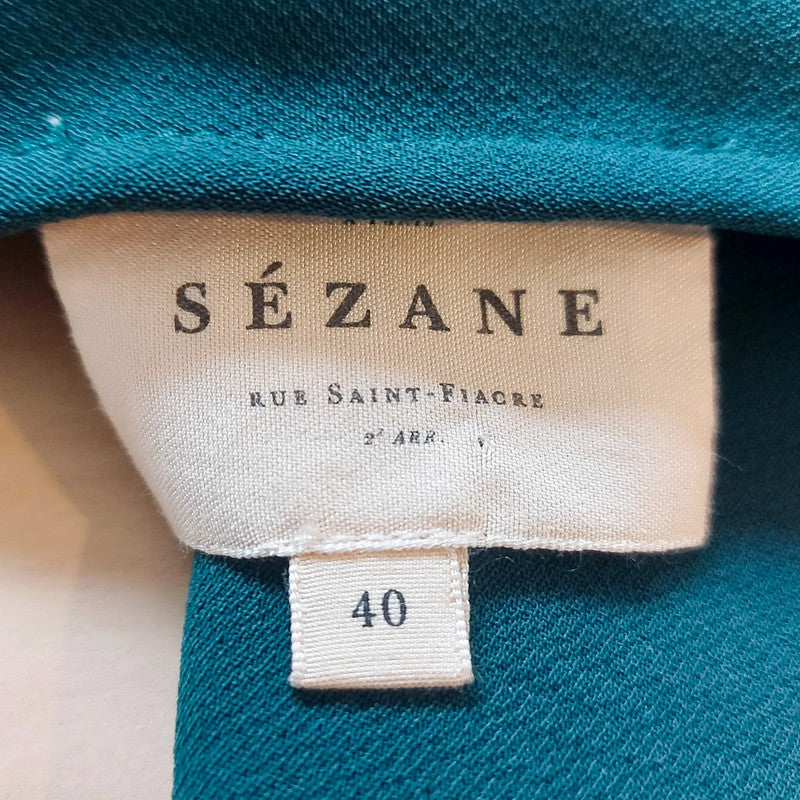 SÉZANE
RUE SAINT-FIACRE
2e ARR.
40